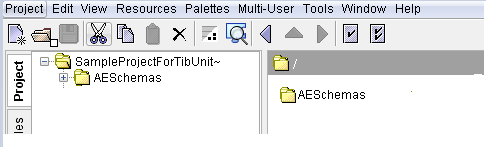 Project Edit View Resources Palettes Multi-User Tools Window Help
Project
SampleProjectForTibUnit~
AESchemas
/
AESchemas